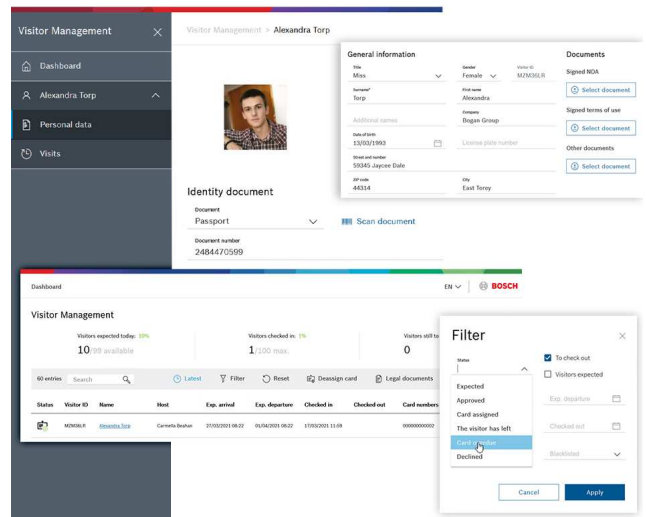 Visitor Management
Dashboard
Alexandra Torp
Personal data
Visits
Visitor Management > Alexandra Torp
Identity document
Document
Passport
Scan document
Document number
2484470599
General information
Title
Miss
Gender
Female
Visitor ID
MZM36LR
Surname*
Torp
First name
Alexandra
Additional names
Company
Bogan Group
Date of birth
13/03/1993
License plate number
Street and number
59345 Jaycee Dale
ZIP code
44314
City
East Torey
Documents
Signed NDA
Select document
Signed terms of use
Select document
Other documents
Select document
Dashboard
EN
BOSCH
Visitor Management
Visitors expected today: 10%
10/99 available
Visitors checked in: 1%
1/100 max.
Visitors still to
0
60 entries Search Latest Filter Reset Deassign card Legal documents
Status Visitor ID Name Host Exp. arrival Exp. departure Checked in Checked out Card numbers
MZM36LR Alexandra Torp Carmella Beahan 27/03/2021 08:22 01/04/2021 08:22 17/03/2021 11:59 000000000002
Filter
Status
Expected
Approved
Card assigned
The visitor has left
Card number
Declined
To check out
Visitors expected
Exp. departure
Checked out
Blacklisted
Cancel
Apply